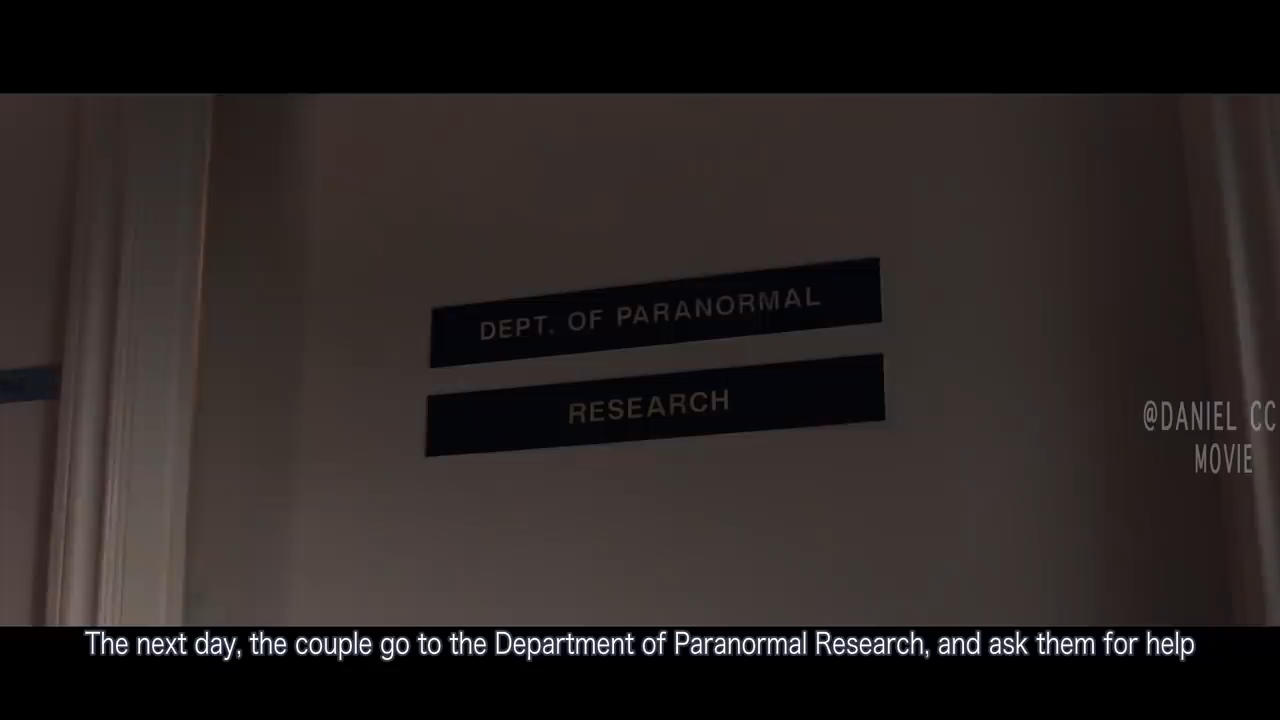 DEPT. OF PARANORMAL
RESEARCH
@DANIEL CC
MOVIE
The next day, the couple go to the Department of Paranormal Research, and ask them for help